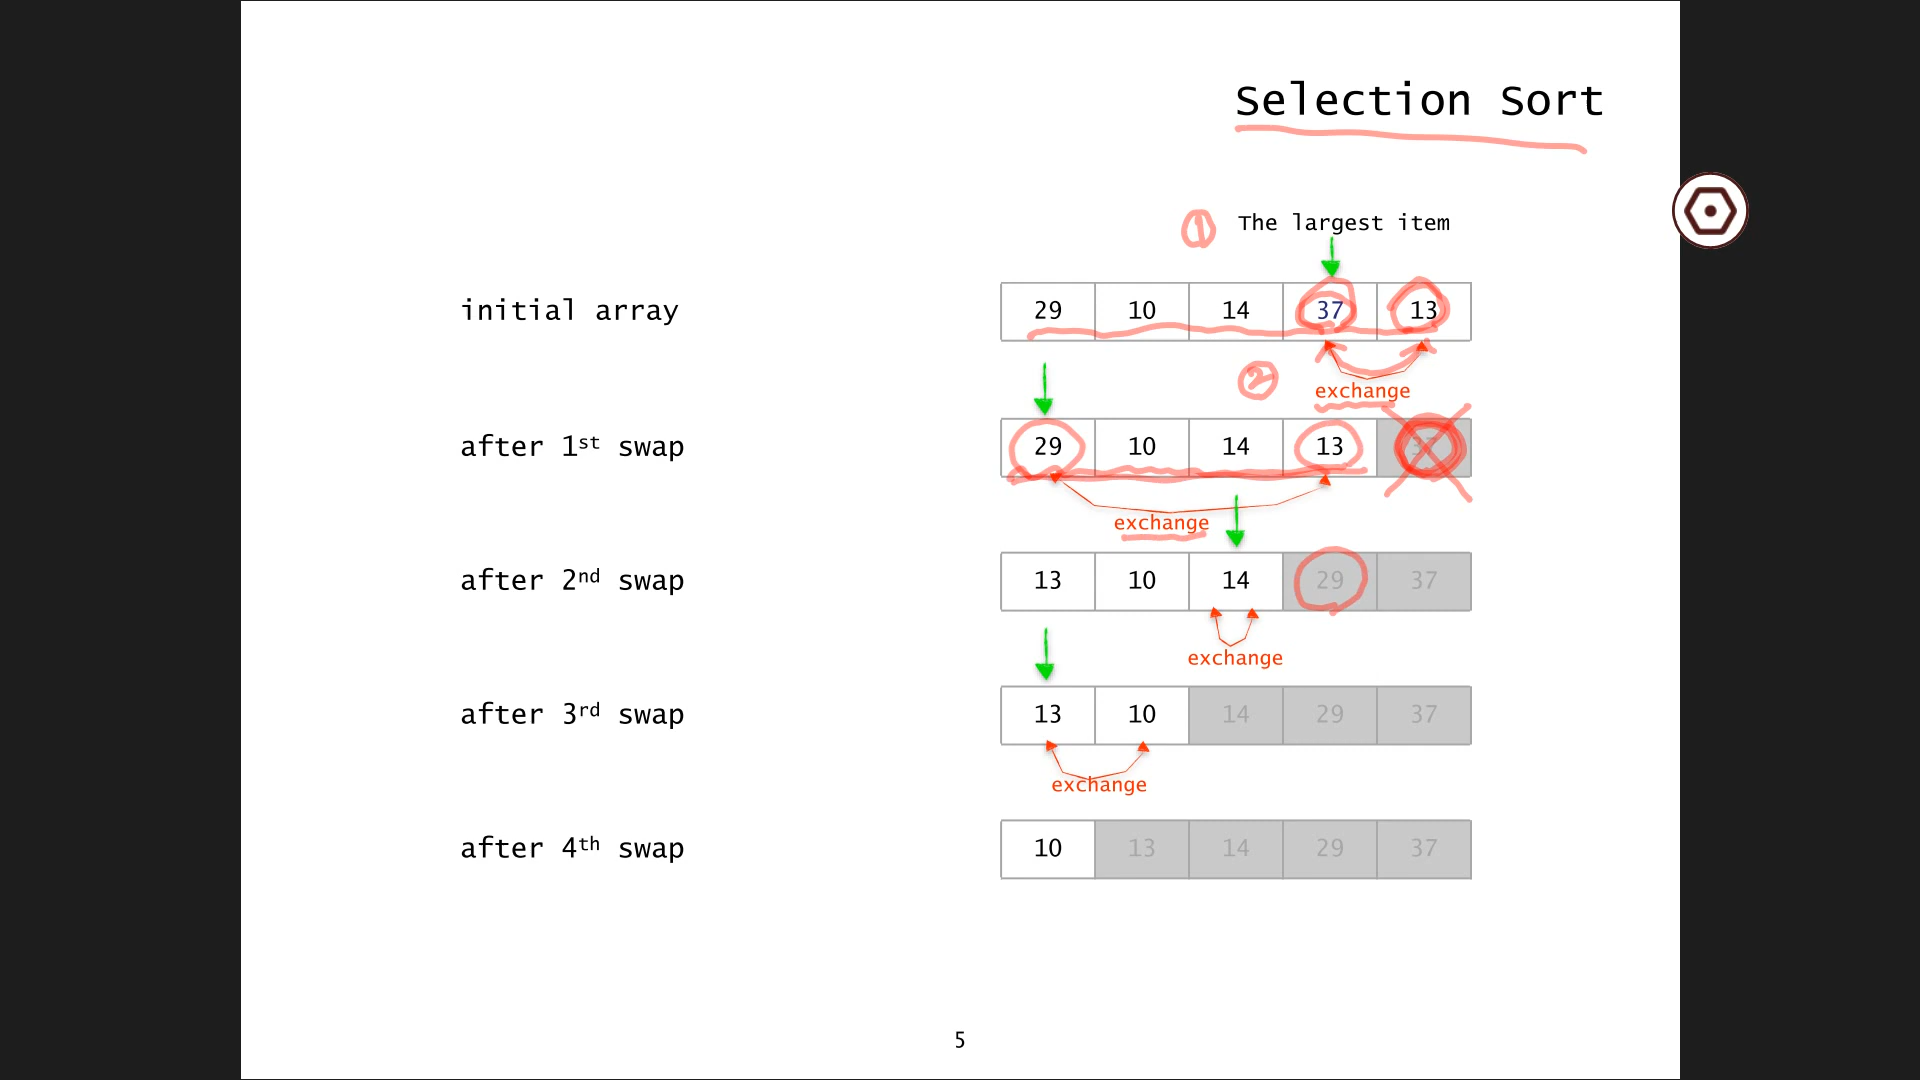 Selection Sort
① The largest item
initial array 29 10 14 37 13
② exchange
after 1st swap 29 10 14 13
exchange
after 2nd swap 13 10 14 29 37
exchange
after 3rd swap 13 10 14 29 37
exchange
after 4th swap 10 13 14 29 37
5